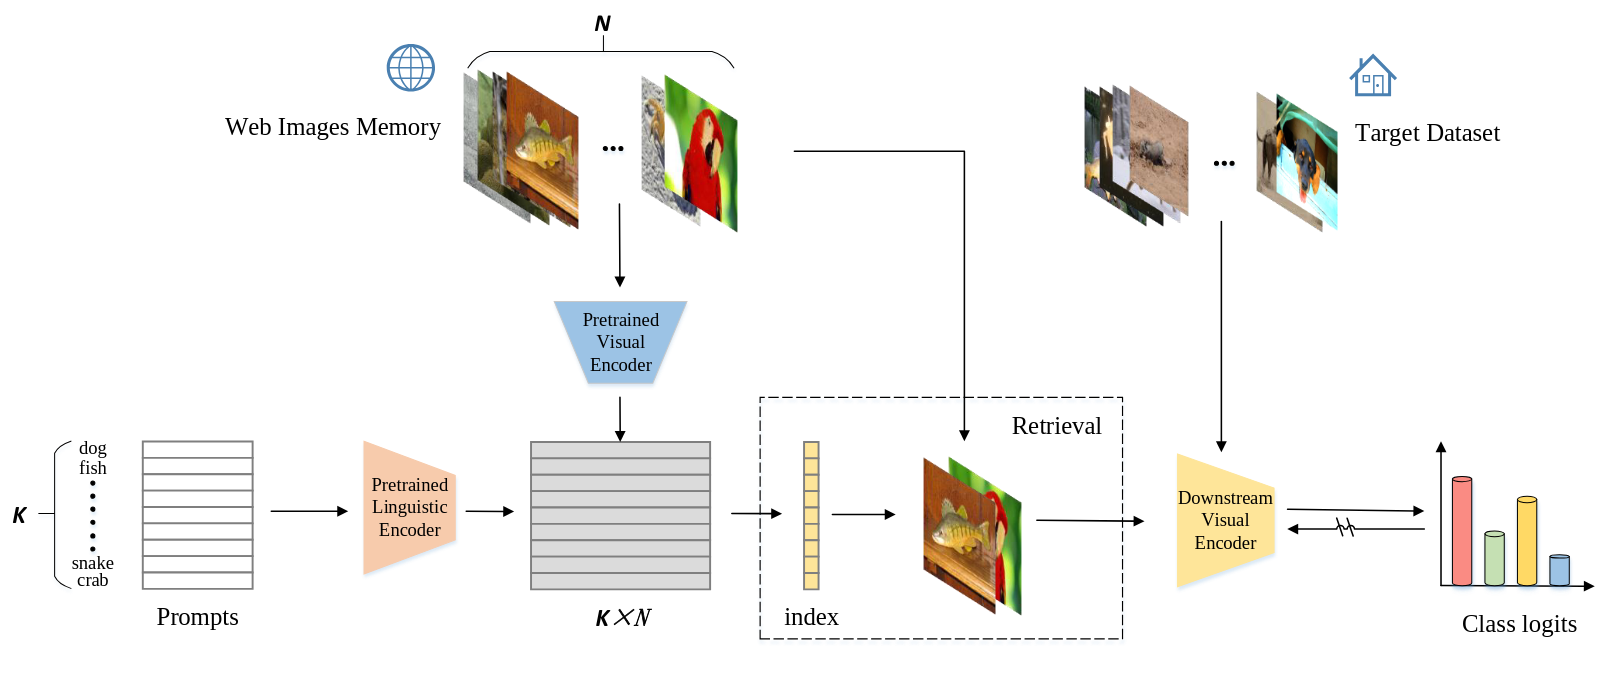 N
Web Images Memory
...
...
Target Dataset
Pretrained
Visual
Encoder
Retrieval
K
dog
fish
snake
crab
Prompts
Pretrained
Linguistic
Encoder
K×N
index
Downstream
Visual
Encoder
Class logits